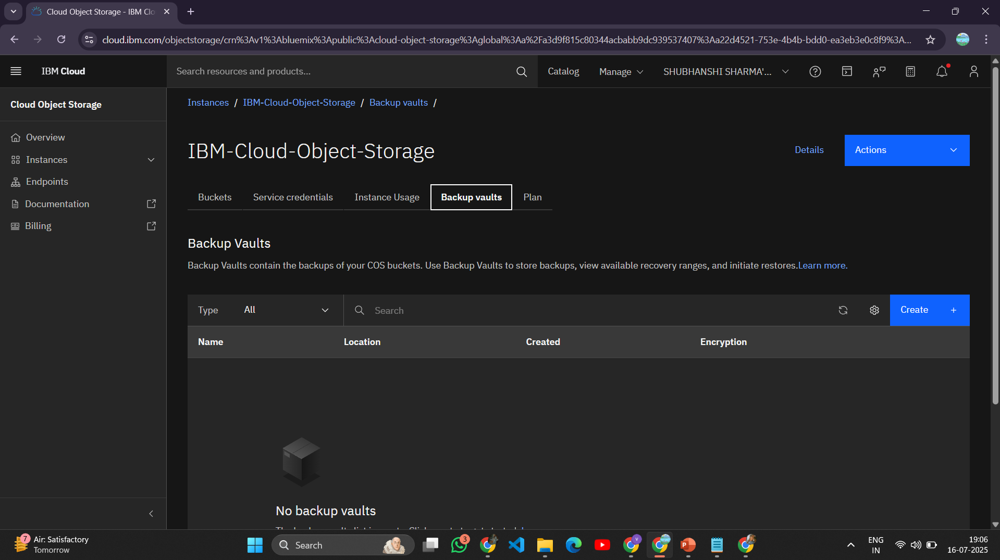 Cloud Object Storage - IBM Clo
cloud.ibm.com/objectstorage/crn%3Av1%3Abluemix%3Apublic%3Acloud-object-storage%3Aglobal%3Aa%2Fa3d9f815c80344acbabb9dc939537407%3Aa22d4521-753e-4b4b-bdd0-ea3eb3e0c8f9%3A...
IBM Cloud
Search resources and products...
Catalog
Manage
SHUBHANSHI SHARMA'...
Cloud Object Storage
Overview
Instances
Endpoints
Documentation
Billing
Instances / IBM-Cloud-Object-Storage / Backup vaults /
IBM-Cloud-Object-Storage
Details
Actions
Buckets
Service credentials
Instance Usage
Backup vaults
Plan
Backup Vaults
Backup Vaults contain the backups of your COS buckets. Use Backup Vaults to store backups, view available recovery ranges, and initiate restores.Learn more.
Type All
Search
Create +
Name Location Created Encryption
No backup vaults
7
Air: Satisfactory
Tomorrow
Search
3
V
ENG
IN
19:06
16-07-2025